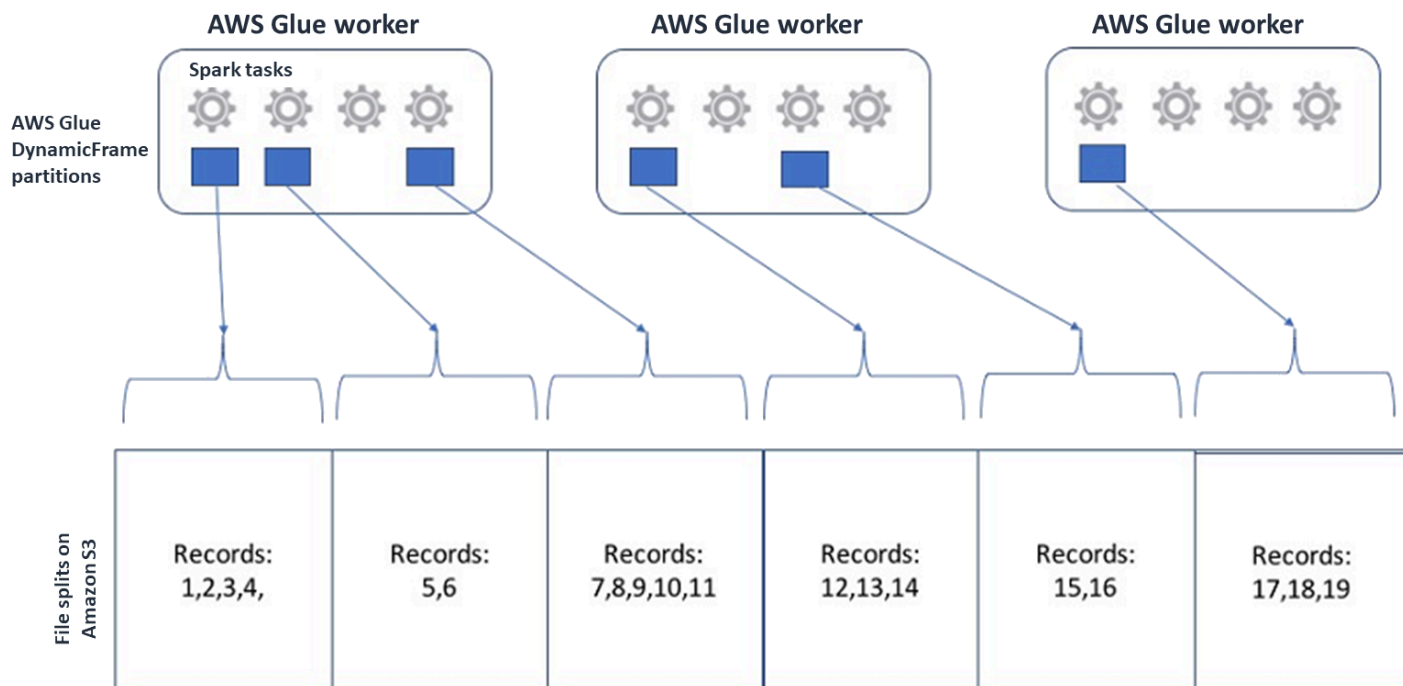 AWS Glue worker
AWS Glue worker
AWS Glue worker
Spark tasks
AWS Glue
DynamicFrame
partitions
File splits on
Amazon S3
Records:
1,2,3,4,
Records:
5,6
Records:
7,8,9,10,11
Records:
12,13,14
Records:
15,16
Records:
17,18,19